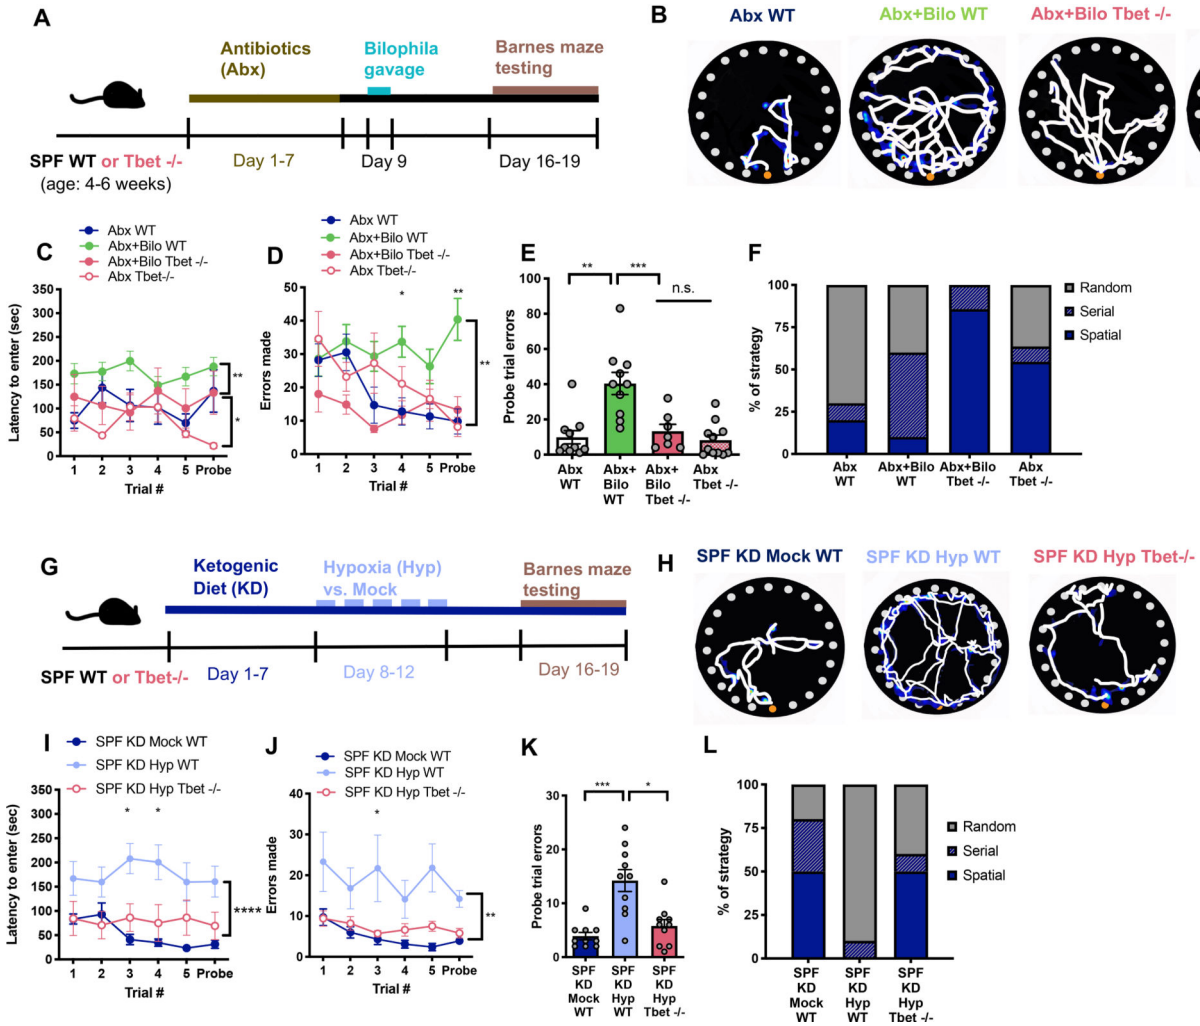 A
Antibiotics
(Abx)
Bilophila
gavage
Barnes maze
testing
SPF WT or Tbet -/-
(age: 4-6 weeks)
Day 1-7
Day 9
Day 16-19
B
Abx WT
Abx+Bilo WT
Abx+Bilo Tbet -/-
C
Abx WT
Abx+Bilo WT
Abx+Bilo Tbet -/-
Abx Tbet-/-
Latency to enter (sec)
350
300
250
200
150
100
50
0
**
*
1 2 3 4 5 Probe
Trial #
D
Abx WT
Abx+Bilo WT
Abx+Bilo Tbet -/-
Abx Tbet-/-
Errors made
50
40
30
20
10
0
*
**
**
1 2 3 4 5 Probe
Trial #
E
Probe trial errors
100
80
60
40
20
0
**
***
n.s.
Abx
WT
Abx+
Bilo
WT
Abx+
Bilo
Tbet -/-
Abx
Tbet -/-
F
% of strategy
100
75
50
25
0
Random
Serial
Spatial
Abx
WT
Abx+Bilo
WT
Abx+Bilo
Tbet -/-
Abx
Tbet -/-
G
Ketogenic
Diet (KD)
Hypoxia (Hyp)
vs. Mock
Barnes maze
testing
SPF WT or Tbet-/-
Day 1-7
Day 8-12
Day 16-19
H
SPF KD Mock WT
SPF KD Hyp WT
SPF KD Hyp Tbet-/-
I
SPF KD Mock WT
SPF KD Hyp WT
SPF KD Hyp Tbet -/-
Latency to enter (sec)
350
300
250
200
150
100
50
0
*
*
****
1 2 3 4 5 Probe
Trial #
J
SPF KD Mock WT
SPF KD Hyp WT
SPF KD Hyp Tbet -/-
Errors made
40
30
20
10
0
*
**
1 2 3 4 5 Probe
Trial #
K
Probe trial errors
30
20
10
0
***
*
SPF
KD
Mock
WT
SPF
KD
Hyp
WT
SPF
KD
Hyp
Tbet -/-
L
% of strategy
100
75
50
25
0
Random
Serial
Spatial
SPF
KD
Mock
WT
SPF
KD
Hyp
WT
SPF
KD
Hyp
Tbet -/-